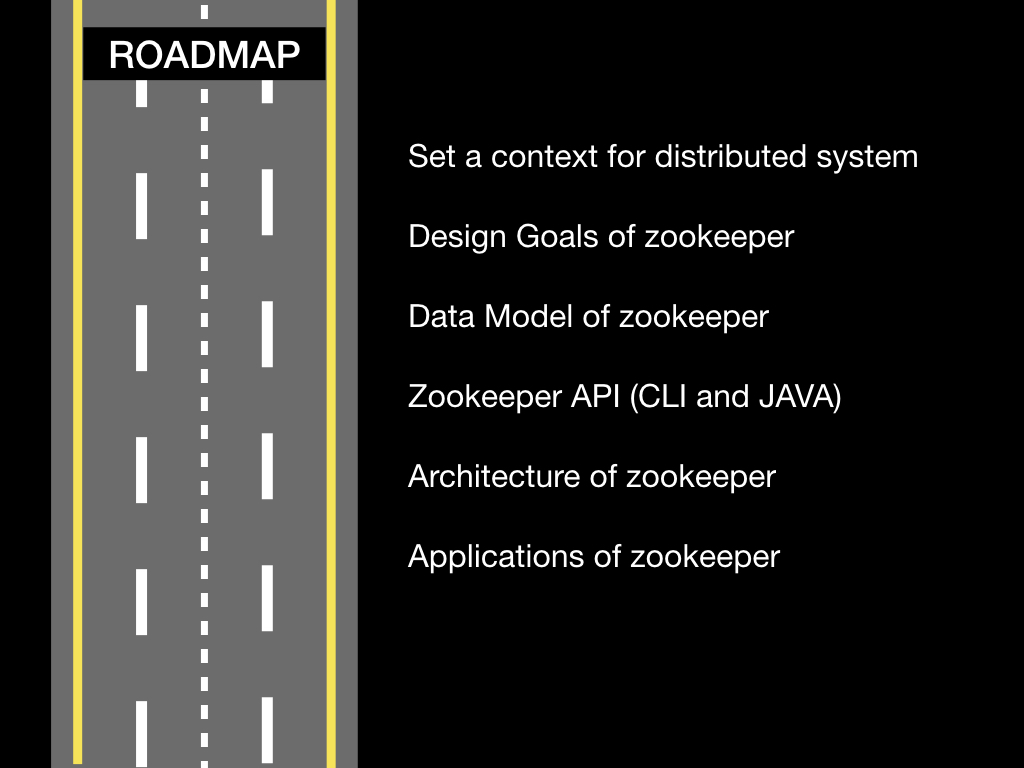 ROADMAP
Set a context for distributed system
Design Goals of zookeeper
Data Model of zookeeper
Zookeeper API (CLI and JAVA)
Architecture of zookeeper
Applications of zookeeper